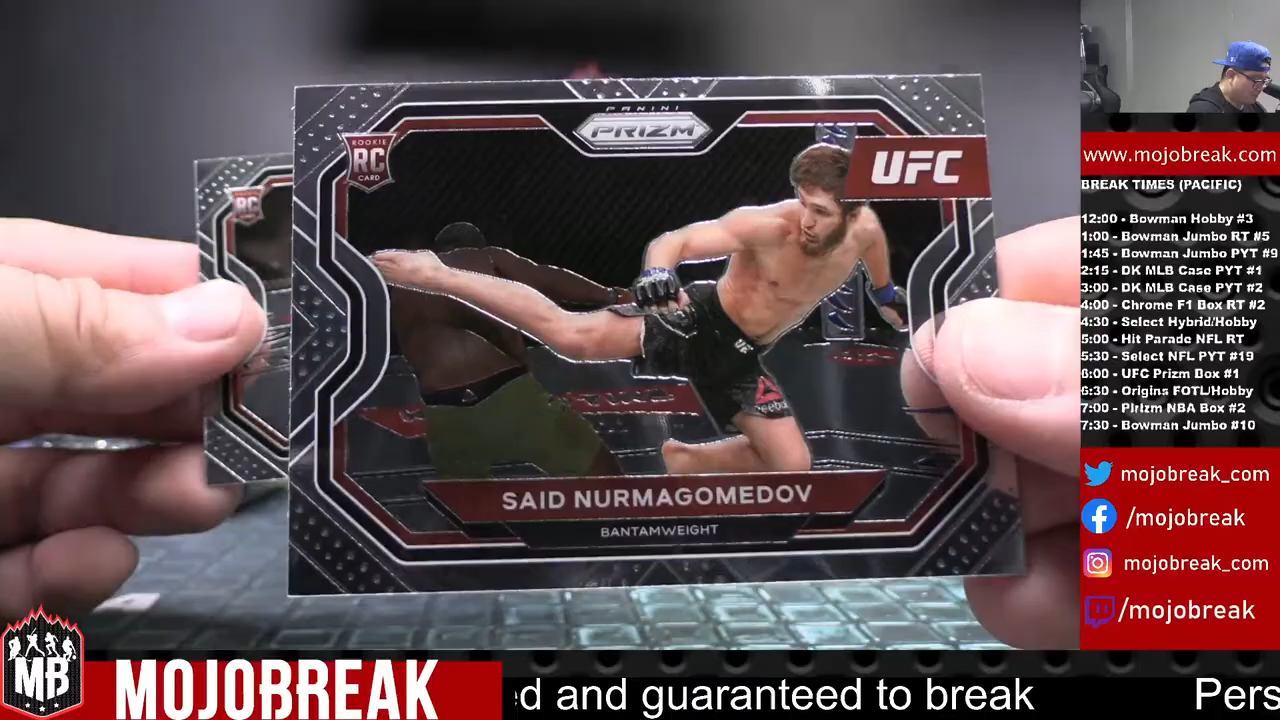 PANINI
PRIZM
ROOKIE
RC
CARD
RC
UFC
UFC
Reebok
SAID NURMAGOMEDOV
BANTAMWEIGHT
www.mojobreak.com
BREAK TIMES (PACIFIC)
12:00 • Bowman Hobby #3
1:00 - Bowman Jumbo RT #5
1:45 - Bowman Jumbo PYT #9
2:15 - DK MLB Case PYT #1
3:00 - DK MLB Case PYT #2
4:00 - Chrome F1 Box RT #2
4:30 - Select Hybrid/Hobby
5:00 - Hit Parade NFL RT
5:30 - Select NFL PYT #19
6:00 - UFC Prizm Box #1
6:30 - Origins FOTL/Hobby
7:00 - Pirizm NBA Box #2
7:30 - Bowman Jumbo #10
mojobreak_com
/mojobreak
mojobreak_com
/mojobreak
MB
MOJOBREAK
d and guaranteed to break
Pers